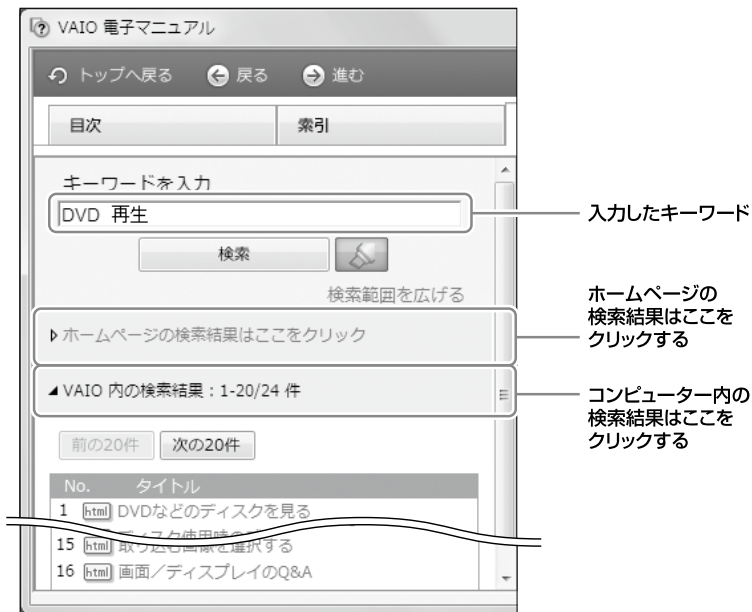 VAIO 電子マニュアル
トップへ戻る 戻る 進む
目次 索引
キーワードを入力
DVD 再生
検索
検索範囲を広げる
ホームページの検索結果はここをクリック
VAIO 内の検索結果：1-20/24 件
前の20件 次の20件
No. タイトル
1 html DVDなどのディスクを見る
15 html 取り込む画像を選択する
16 html 画面／ディスプレイのQ&A
入力したキーワード
ホームページの
検索結果はここを
クリックする
コンピューター内の
検索結果はここを
クリックする